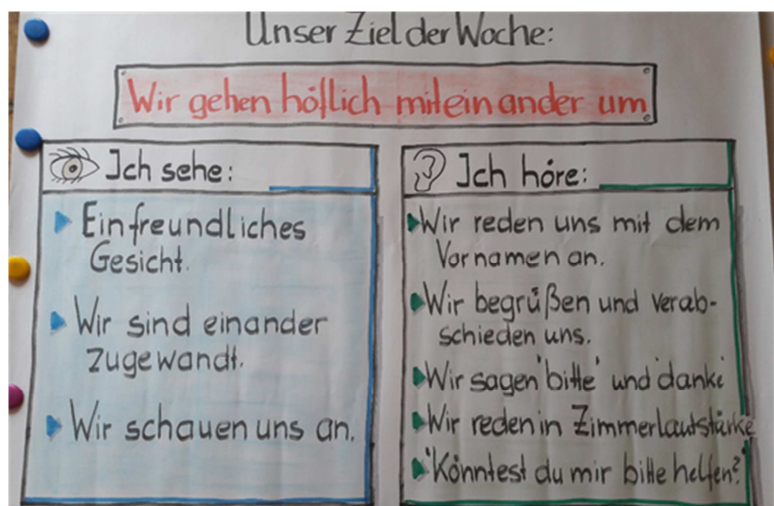 Unser Ziel der Woche:
Wir gehen höflich miteinander um
Ich sehe:
Ein freundliches
Gesicht.
Wir sind einander
zugewandt.
Wir schauen uns an.
Ich höre:
Wir reden uns mit dem
Vornamen an.
Wir begrüßen und verab-
schieden uns.
Wir sagen 'bitte' und 'danke'
Wir reden in Zimmerlautstärke
'Könntest du mir bitte helfen?'